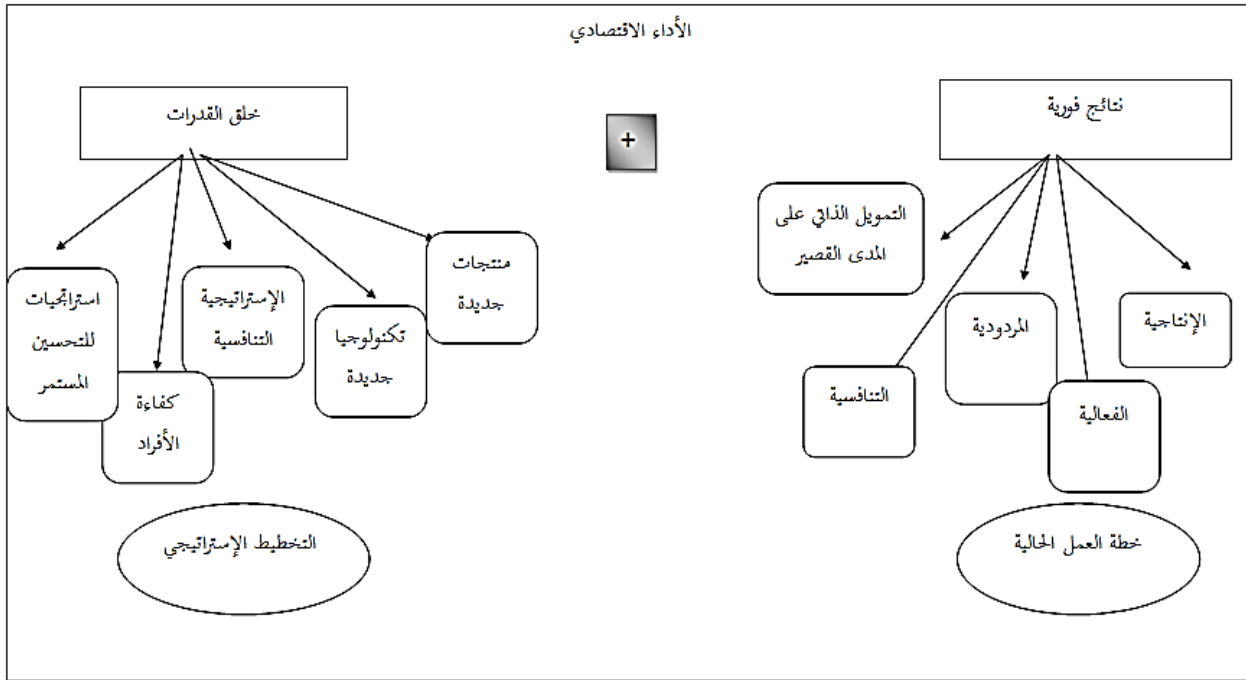 الأداء الاقتصادي
نتائج فورية
+
خلق القدرات
التمويل الذاتي على
المدى القصير
الإنتاجية
المردودية
التنافسية
الفعالية
منتجات
جديدة
تكنولوجيا
جديدة
الإستراتيجية
التنافسية
كفاءة
الأفراد
استراتجيات
للتحسين
المستمر
خطة العمل الحالية
التخطيط الإستراتيجي